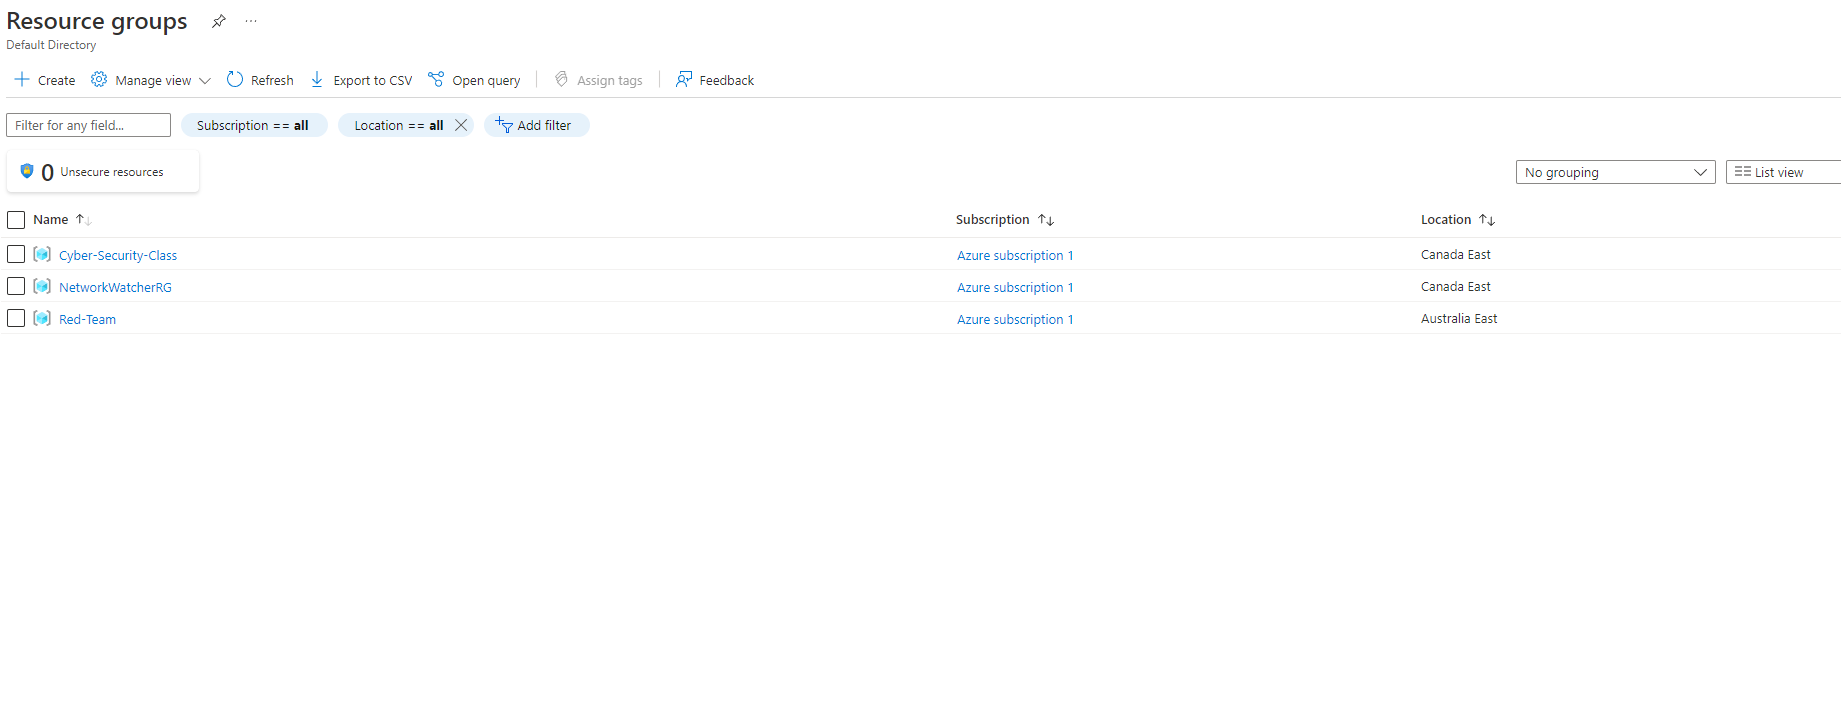 Resource groups
Default Directory
Create Manage view Refresh Export to CSV Open query Assign tags Feedback
Filter for any field... Subscription == all Location == all Add filter
0 Unsecure resources No grouping List view
Name Subscription Location
Cyber-Security-Class Azure subscription 1 Canada East
NetworkWatcherRG Azure subscription 1 Canada East
Red-Team Azure subscription 1 Australia East